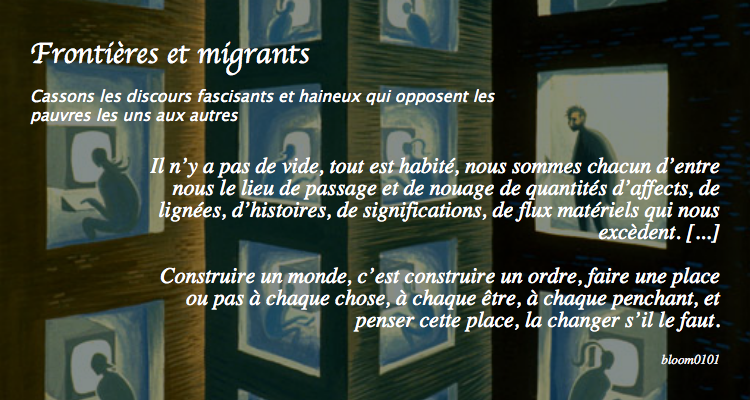 Frontières et migrants
Cassons les discours fascisants et haineux qui opposent les
pauvres les uns aux autres
Il n’y a pas de vide, tout est habité, nous sommes chacun d’entre
nous le lieu de passage et de nouage de quantités d’affects, de
lignées, d’histoires, de significations, de flux matériels qui nous
excèdent. [...]
Construire un monde, c’est construire un ordre, faire une place
ou pas à chaque chose, à chaque être, à chaque penchant, et
penser cette place, la changer s’il le faut.
bloom0101